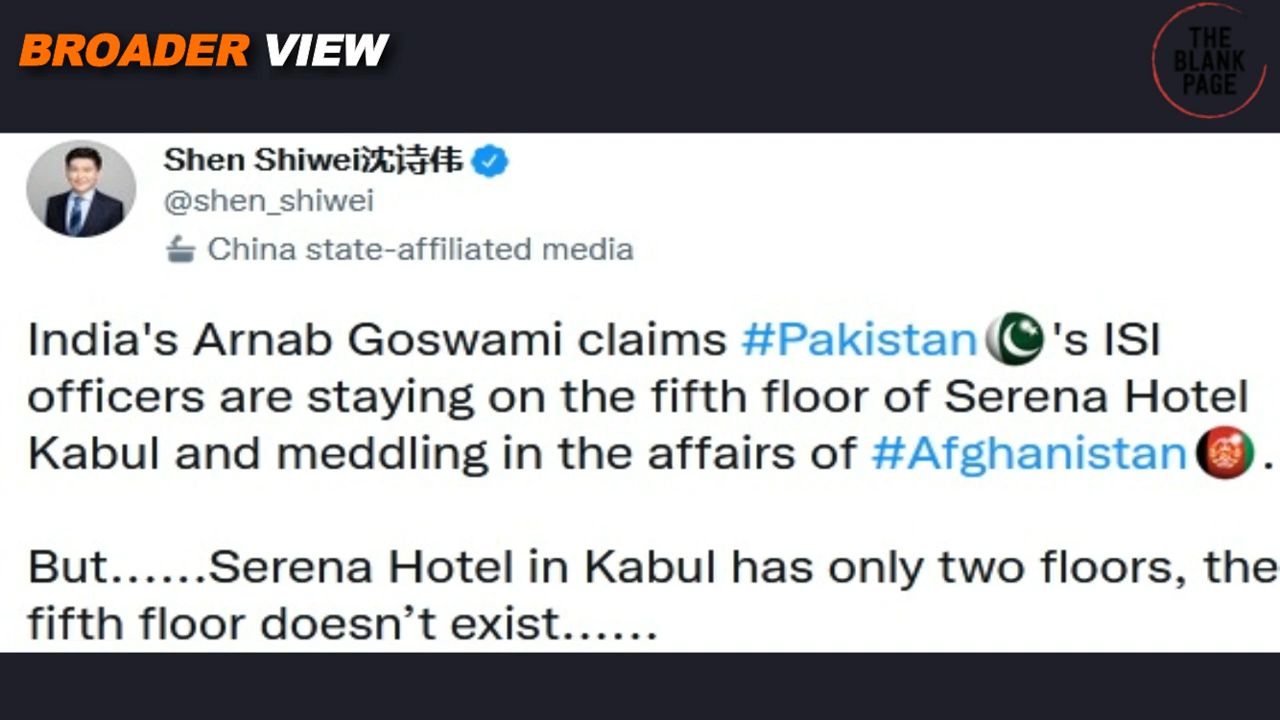 BROADER VIEW
THE
BLANK
PAGE
Shen Shiwei沈诗伟
@shen_shiwei
China state-affiliated media
India's Arnab Goswami claims #Pakistan🇵🇰's ISI
officers are staying on the fifth floor of Serena Hotel
Kabul and meddling in the affairs of #Afghanistan🇦🇫.
But......Serena Hotel in Kabul has only two floors, the
fifth floor doesn’t exist......